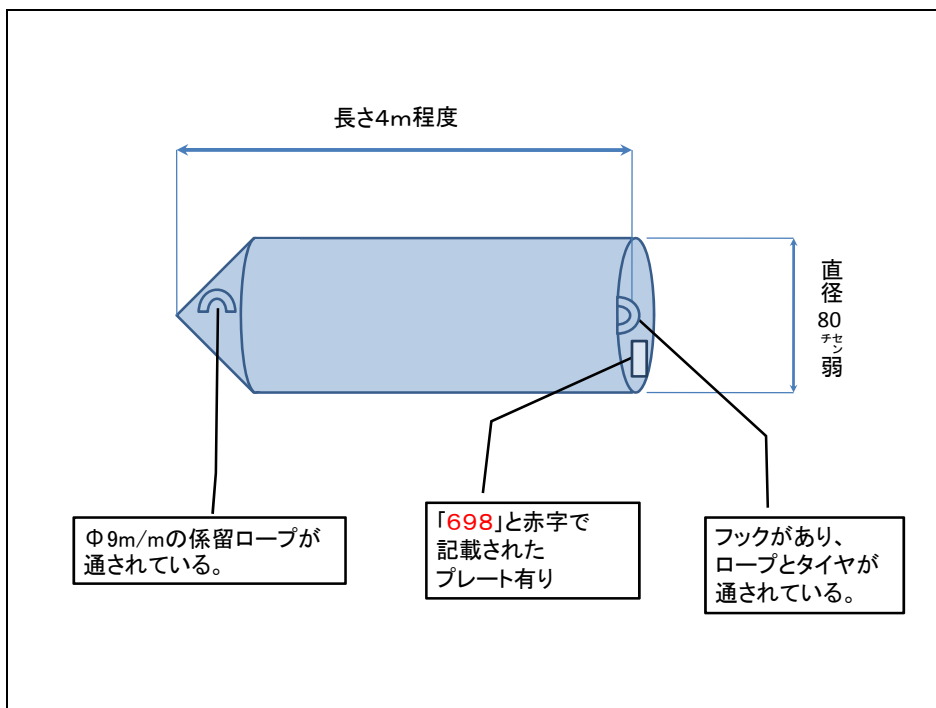 長さ4m程度
直径80㌢弱
Φ9m/mの係留ロープが
通されている。
「698」と赤字で
記載された
プレート有り
フックがあり、
ロープとタイヤが
通されている。